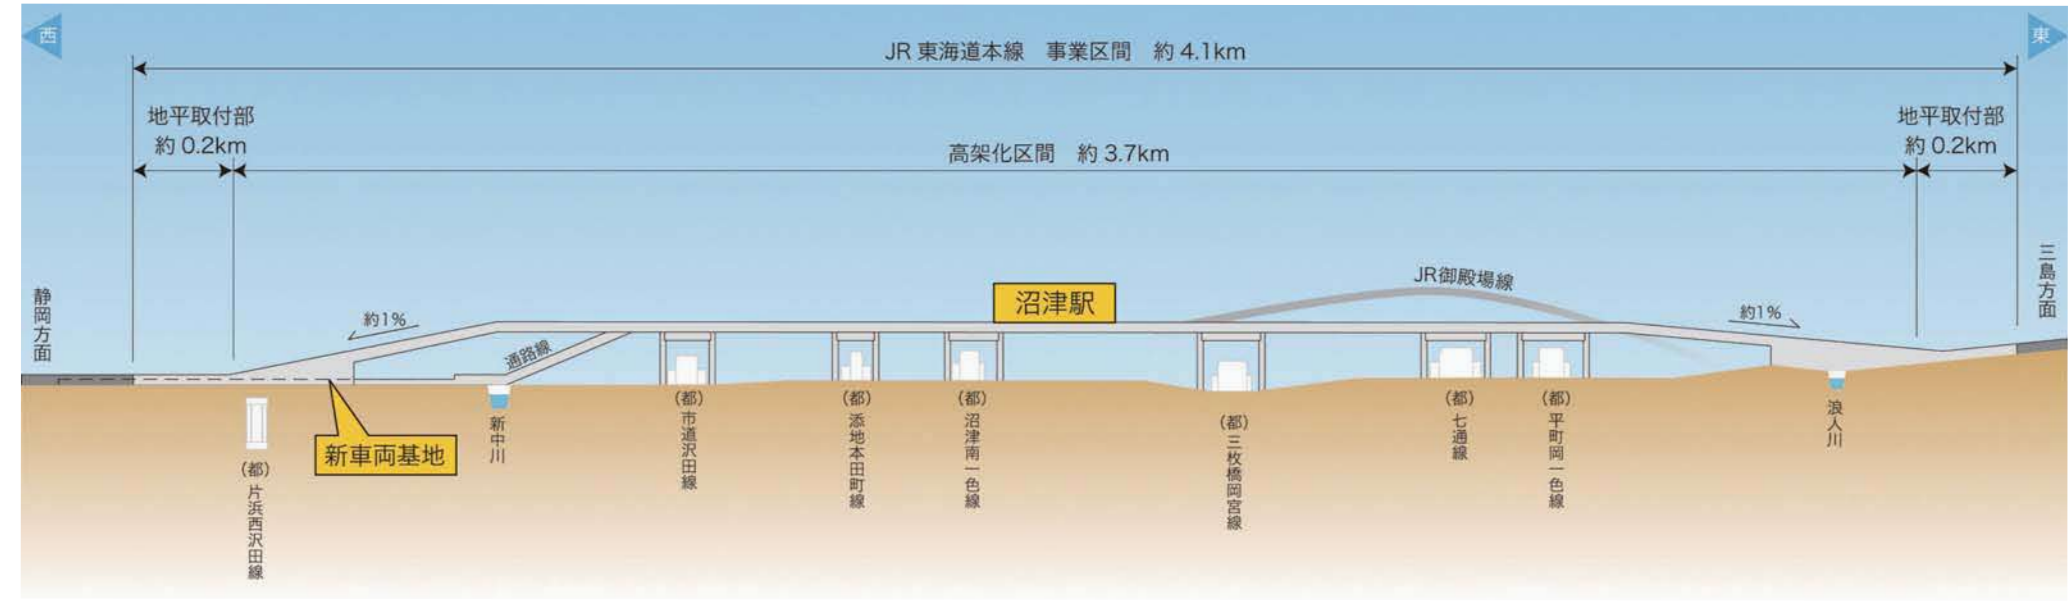 西
東
JR 東海道本線　事業区間　約 4.1km
地平取付部
約 0.2km
高架化区間　約 3.7km
地平取付部
約 0.2km
静岡方面
三島方面
約1%
通路線
沼津駅
JR御殿場線
約1%
新車両基地
(都) 片浜西沢田線
新中川
(都) 市道沢田線
(都) 添地本田町線
(都) 沼津南一色線
(都) 三枚橋岡宮線
(都) 七通線
(都) 平町岡一色線
浪人川